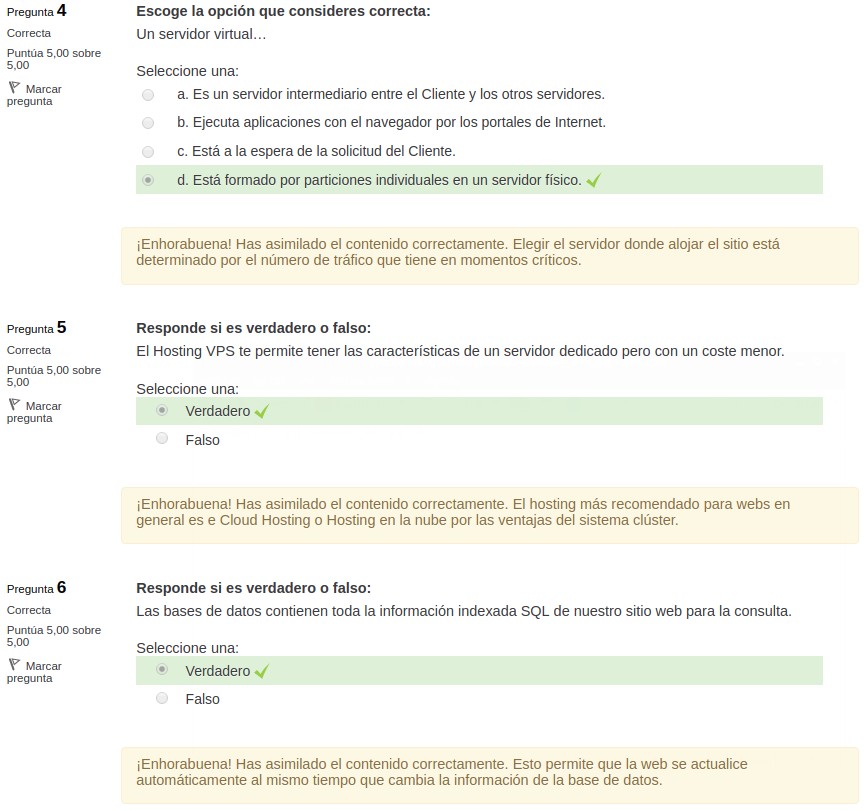 Pregunta 4
Correcta
Puntúa 5,00 sobre
5,00
Marcar
pregunta
Escoge la opción que consideres correcta:
Un servidor virtual…
Seleccione una:
a. Es un servidor intermediario entre el Cliente y los otros servidores.
b. Ejecuta aplicaciones con el navegador por los portales de Internet.
c. Está a la espera de la solicitud del Cliente.
d. Está formado por particiones individuales en un servidor físico.
¡Enhorabuena! Has asimilado el contenido correctamente. Elegir el servidor donde alojar el sitio está
determinado por el número de tráfico que tiene en momentos críticos.
Pregunta 5
Correcta
Puntúa 5,00 sobre
5,00
Marcar
pregunta
Responde si es verdadero o falso:
El Hosting VPS te permite tener las características de un servidor dedicado pero con un coste menor.
Seleccione una:
Verdadero
Falso
¡Enhorabuena! Has asimilado el contenido correctamente. El hosting más recomendado para webs en
general es e Cloud Hosting o Hosting en la nube por las ventajas del sistema clúster.
Pregunta 6
Correcta
Puntúa 5,00 sobre
5,00
Marcar
pregunta
Responde si es verdadero o falso:
Las bases de datos contienen toda la información indexada SQL de nuestro sitio web para la consulta.
Seleccione una:
Verdadero
Falso
¡Enhorabuena! Has asimilado el contenido correctamente. Esto permite que la web se actualice
automáticamente al mismo tiempo que cambia la información de la base de datos.